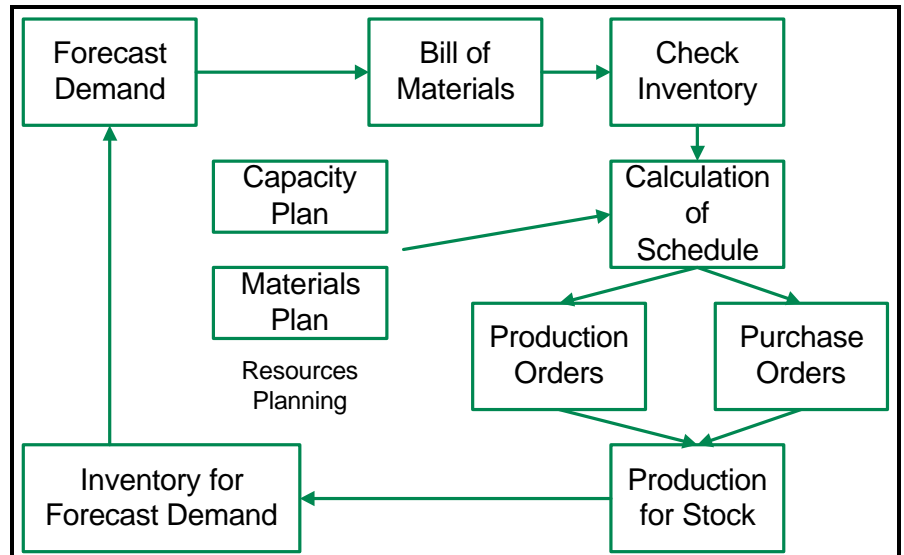 Forecast
Demand
Bill of
Materials
Check
Inventory
Capacity
Plan
Calculation
of
Schedule
Materials
Plan
Resources
Planning
Production
Orders
Purchase
Orders
Inventory for
Forecast Demand
Production
for Stock